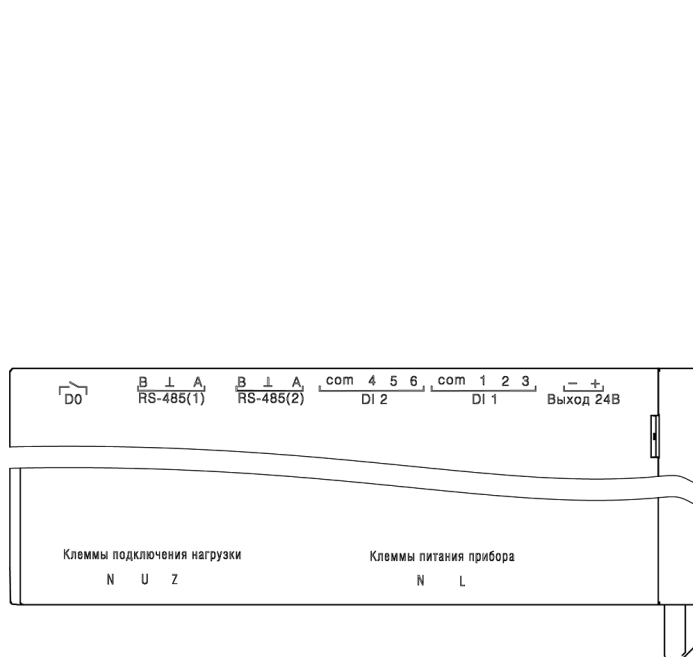 B ⊥ A B ⊥ A com 4 5 6 com 1 2 3 − +
D0 RS-485(1) RS-485(2) DI 2 DI 1 Выход 24В
Клеммы подключения нагрузки Клеммы питания прибора
N U Z N L